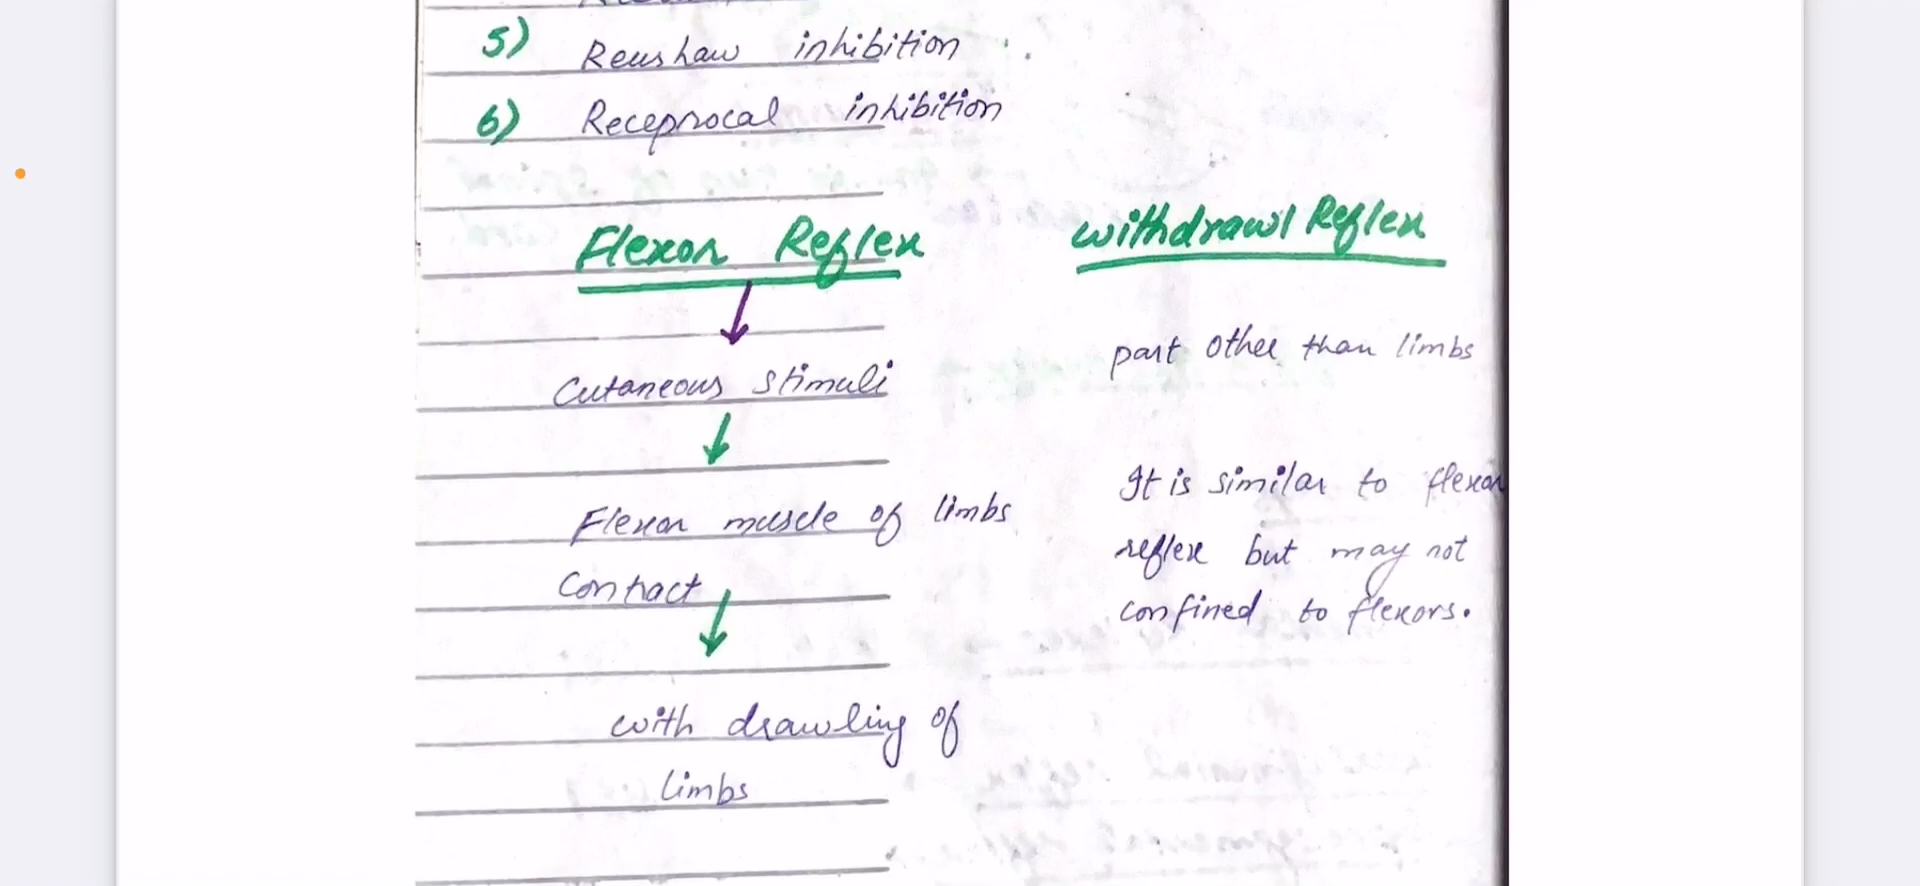 5) Renshaw inhibition
6) Receprocal inhibition
Flexor Reflex
Cutaneous stimuli
Flexor muscle of limbs
Contract
with drawling of
limbs
withdrawl Reflex
part other than limbs
It is similar to flexor
reflex but may not
confined to flexors.